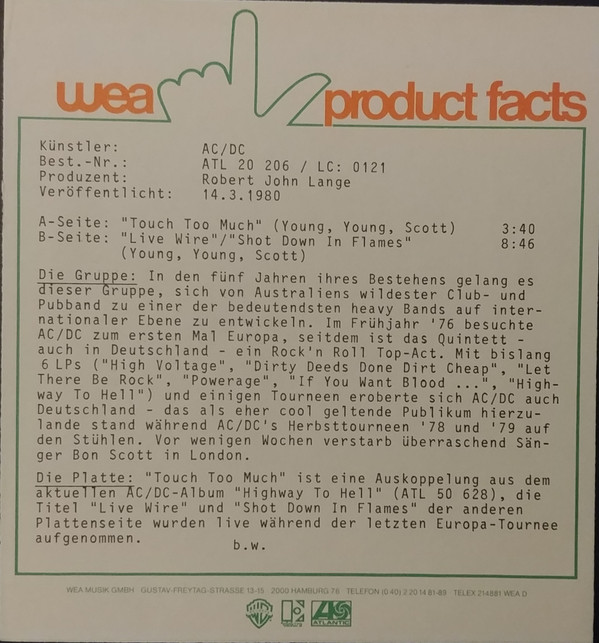 wea product facts
Künstler: AC/DC
Best.-Nr.: ATL 20 206 / LC: 0121
Produzent: Robert John Lange
Veröffentlicht: 14.3.1980
A-Seite: "Touch Too Much" (Young, Young, Scott) 3:40
B-Seite: "Live Wire"/"Shot Down In Flames" 8:46
(Young, Young, Scott)
Die Gruppe: In den fünf Jahren ihres Bestehens gelang es
dieser Gruppe, sich von Australiens wildester Club- und
Pubband zu einer der bedeutendsten heavy Bands auf inter-
nationaler Ebene zu entwickeln. Im Frühjahr '76 besuchte
AC/DC zum ersten Mal Europa, seitdem ist das Quintett -
auch in Deutschland - ein Rock'n Roll Top-Act. Mit bislang
6 LPs ("High Voltage", "Dirty Deeds Done Dirt Cheap", "Let
There Be Rock", "Powerage", "If You Want Blood ...", "High-
way To Hell") und einigen Tourneen eroberte sich AC/DC auch
Deutschland - das als eher cool geltende Publikum hierzu-
lande stand während AC/DC's Herbsttourneen '78 und '79 auf
den Stühlen. Vor wenigen Wochen verstarb überraschend Sän-
ger Bon Scott in London.
Die Platte: "Touch Too Much" ist eine Auskoppelung aus dem
aktuellen AC/DC-Album "Highway To Hell" (ATL 50 628), die
Titel "Live Wire" und "Shot Down In Flames" der anderen
Plattenseite wurden live während der letzten Europa-Tournee
aufgenommen. b.w.
WEA MUSIK GMBH GUSTAV-FREYTAG-STRASSE 13-15 2000 HAMBURG 76 TELEFON (0 40) 2 20 14 81-89 TELEX 214881 WEA D
ATLANTIC